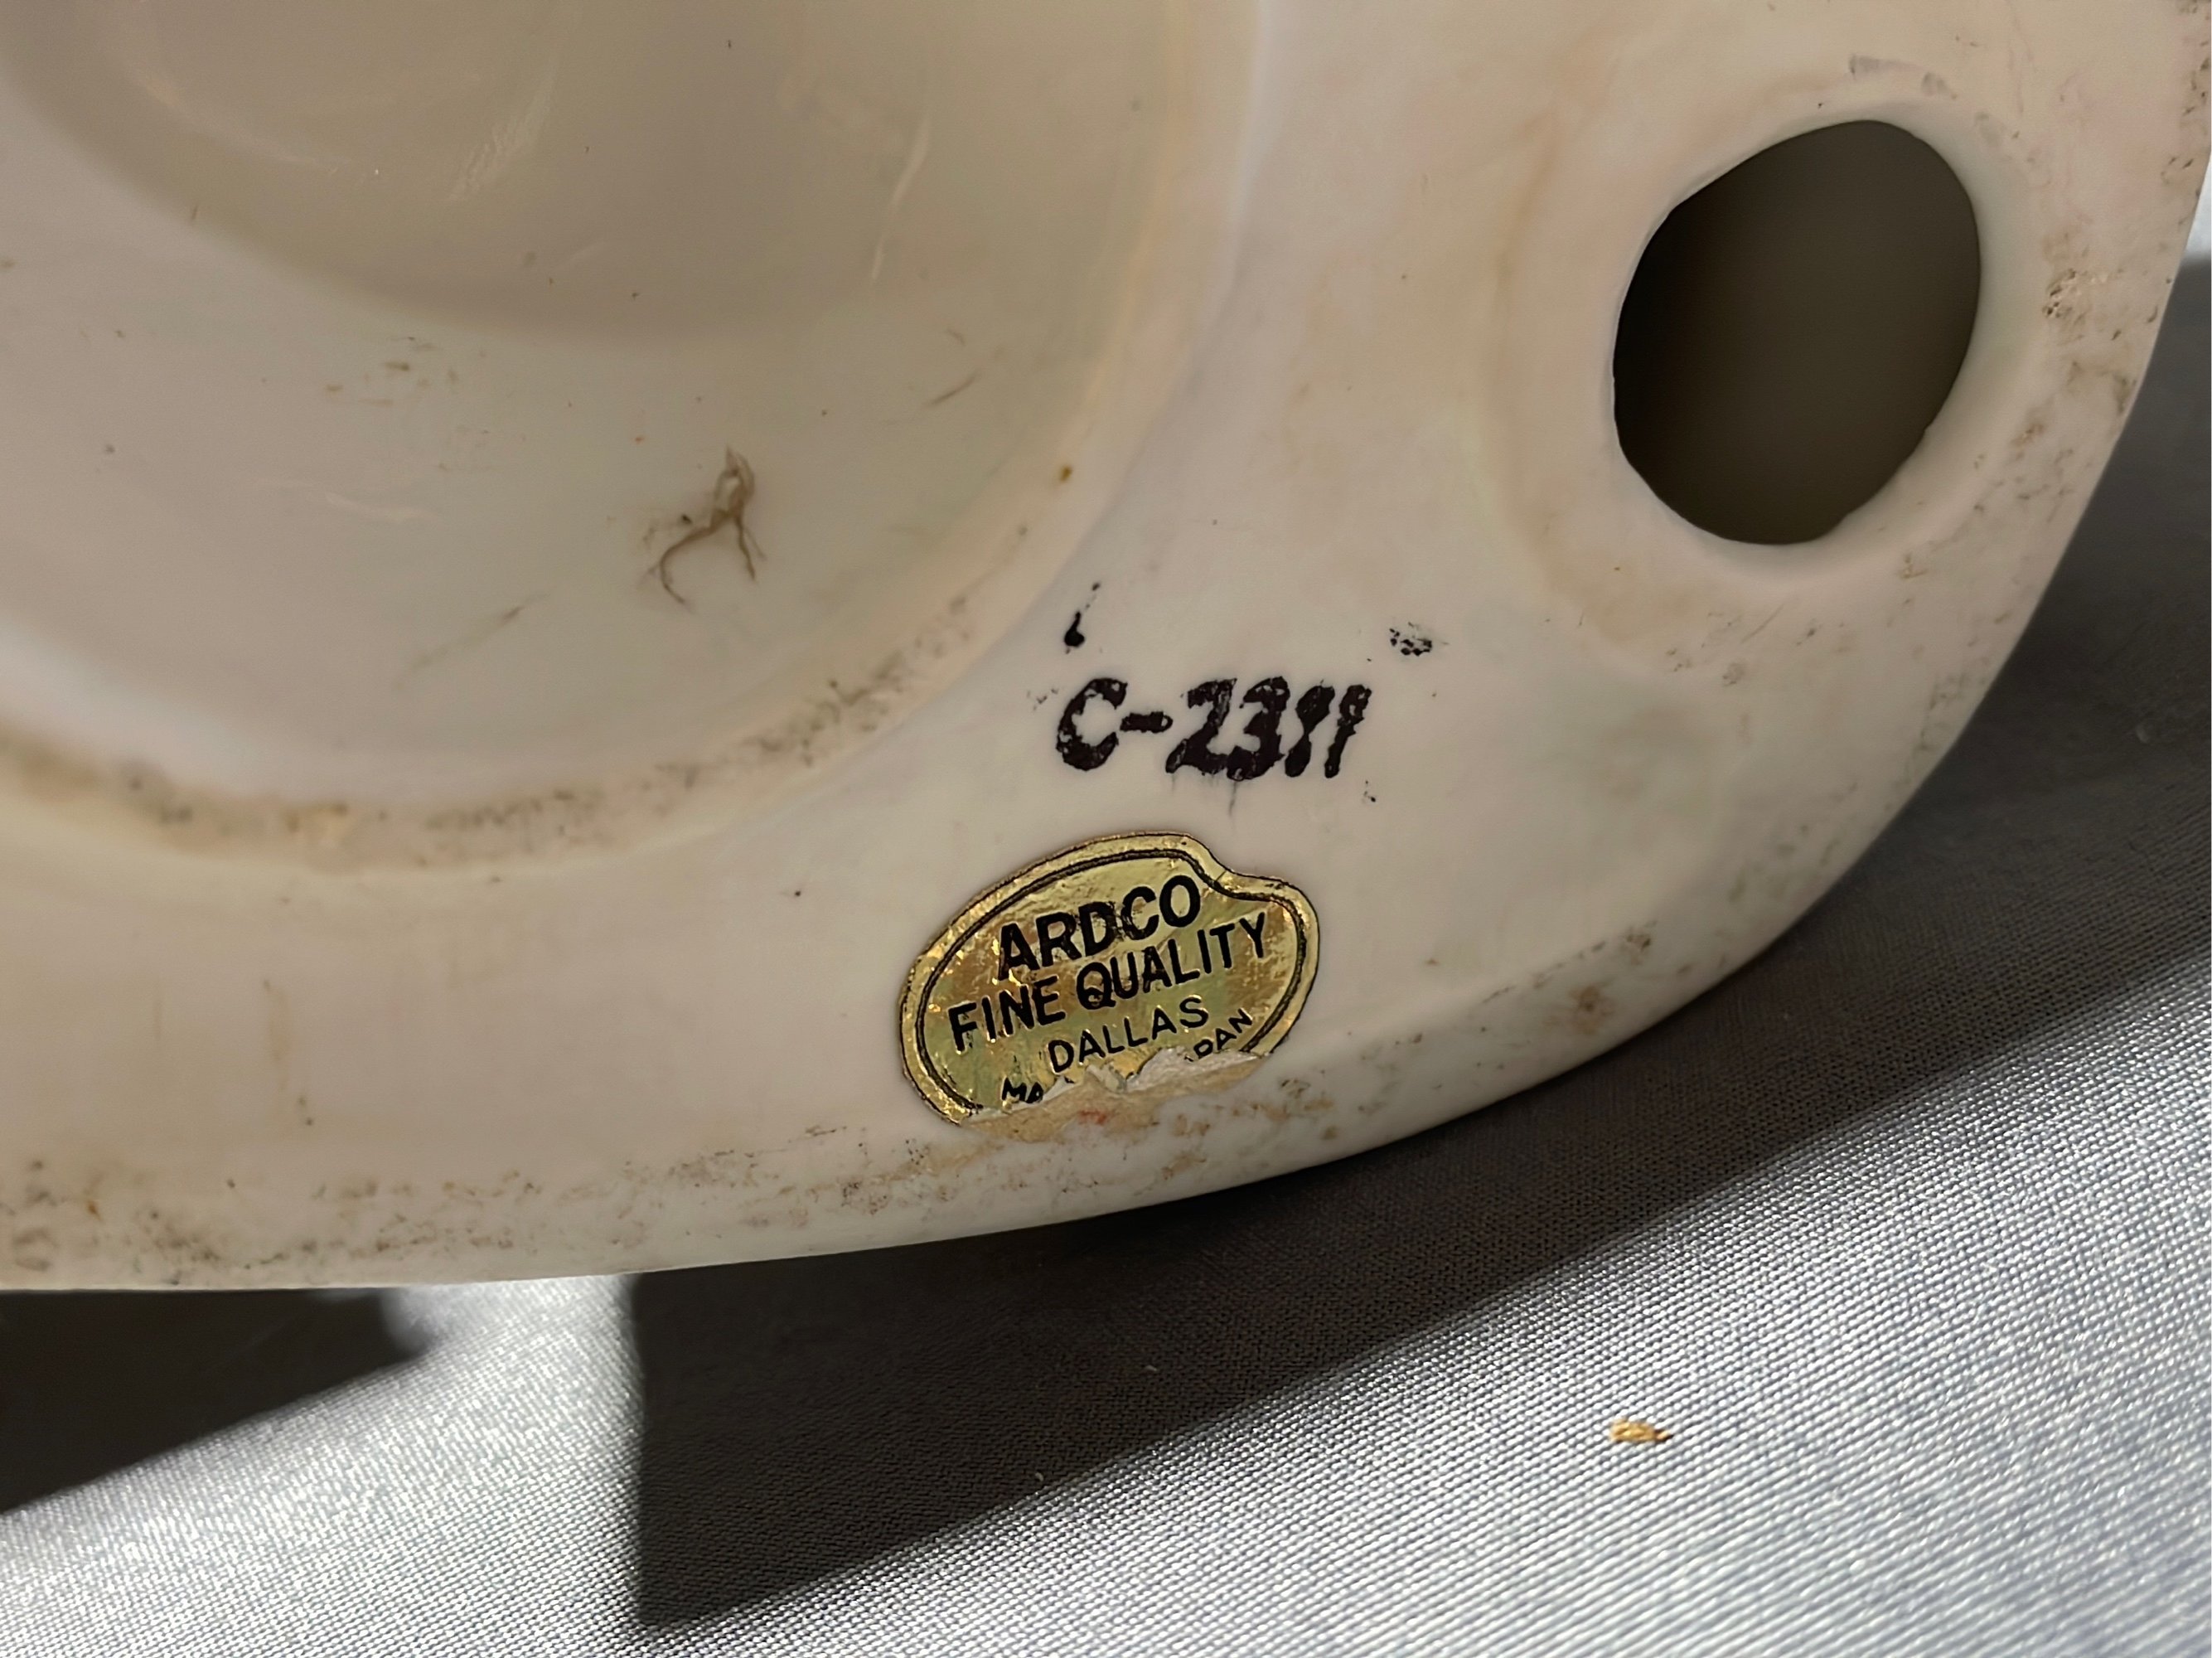 C-2311
ARDCO
FINE QUALITY
DALLAS